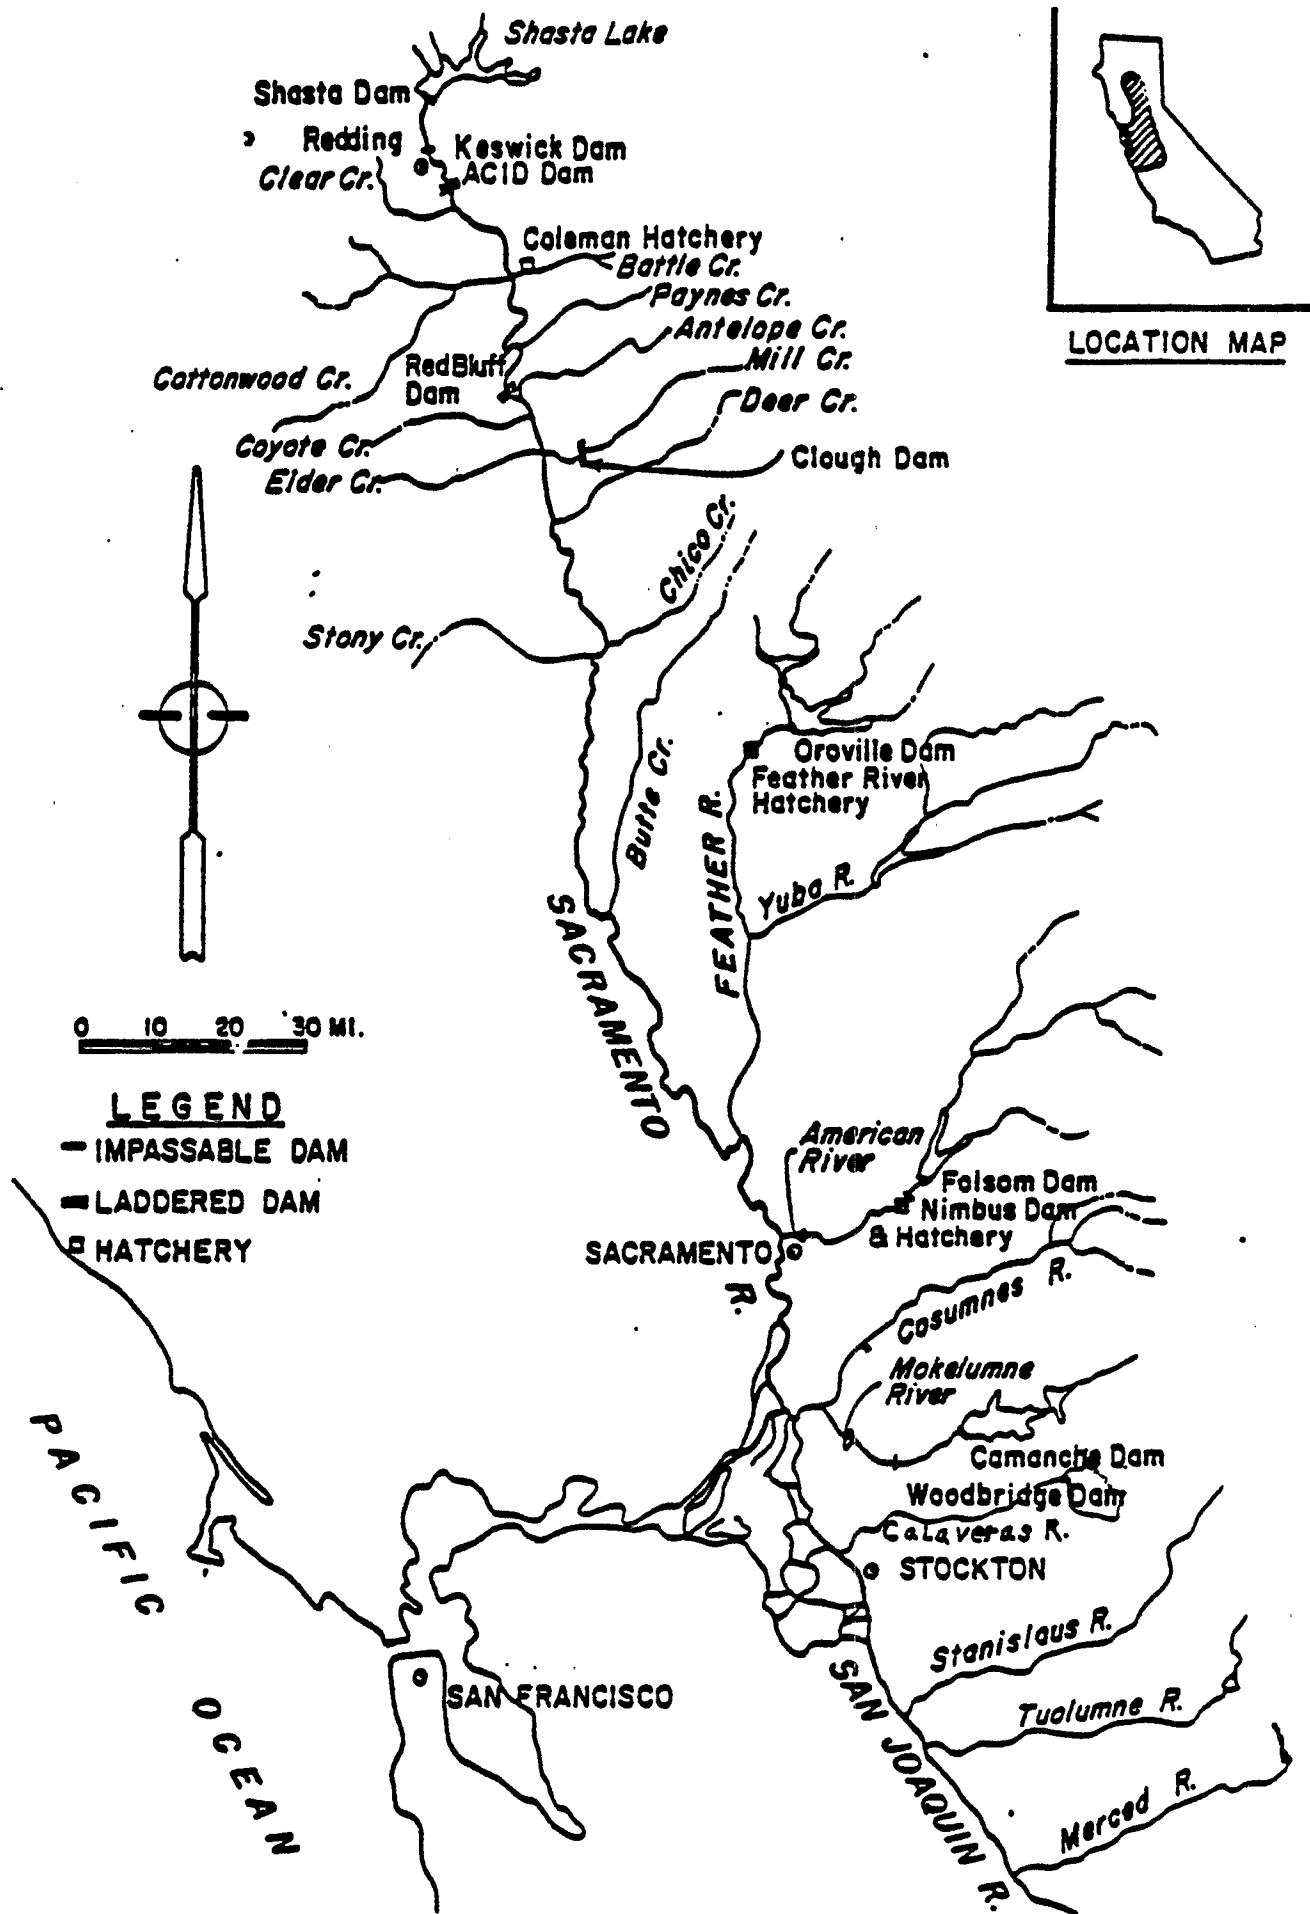 Shasta Lake
Shasta Dam
Redding
Keswick Dam
Clear Cr.
ACID Dam
Coleman Hatchery
Battle Cr.
Paynes Cr.
Antelope Cr.
LOCATION MAP
Mill Cr.
Red Bluff
Dam
Cottonwood Cr.
Deer Cr.
Coyote Cr.
Clough Dam
Elder Cr.
Chico Cr.
Stony Cr.
Butte Cr.
Oroville Dam
Feather River
Hatchery
FEATHER R.
Yuba R.
SACRAMENTO
R.
0 10 20 30 MI.
LEGEND
IMPASSABLE DAM
LADDERED DAM
HATCHERY
American
River
Folsom Dam
Nimbus Dam
& Hatchery
SACRAMENTO
Cosumnes R.
Mokelumne
River
Camanche Dam
Woodbridge Dam
Calaveras R.
STOCKTON
PACIFIC
OCEAN
Stanislaus R.
SAN FRANCISCO
Tuolumne R.
SAN JOAQUIN R.
Merced R.